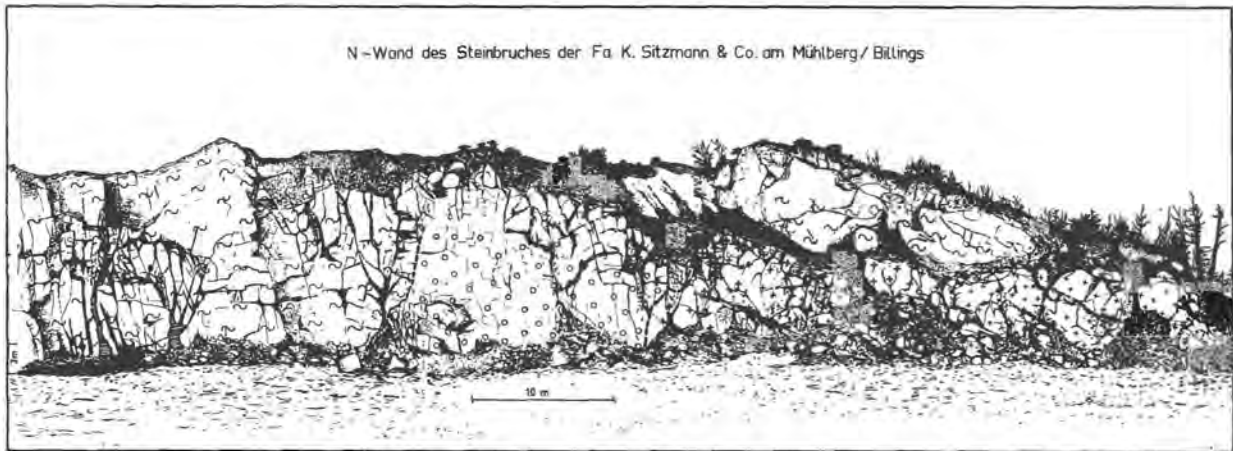 N-Wand des Steinbruches der Fa. K. Sitzmann & Co. am Mühlberg/Billings
10 m